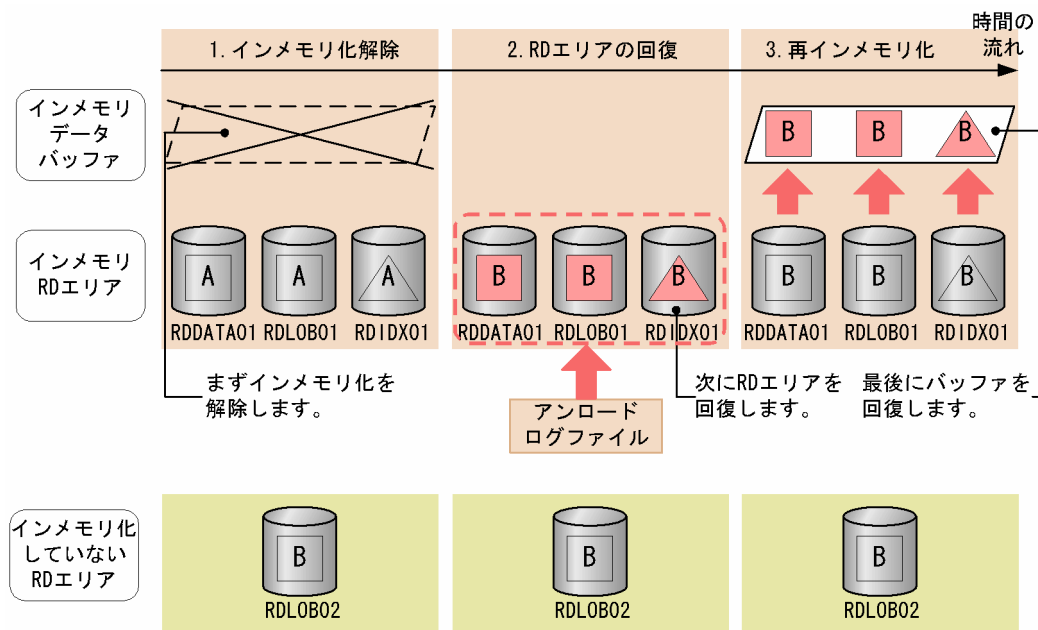 時間の
流れ
1.インメモリ化解除
2.RDエリアの回復
3.再インメモリ化
インメモリ
データ
バッファ
B
B
B
インメモリ
RDエリア
A
A
A
B
B
B
B
B
B
RDDATA01
RDLOB01
RDIDX01
RDDATA01
RDLOB01
RDIDX01
RDDATA01
RDLOB01
RDIDX01
まずインメモリ化を
解除します。
アンロード
ログファイル
次にRDエリアを
回復します。
最後にバッファを
回復します。
インメモリ化
していない
RDエリア
B
B
B
RDLOB02
RDLOB02
RDLOB02